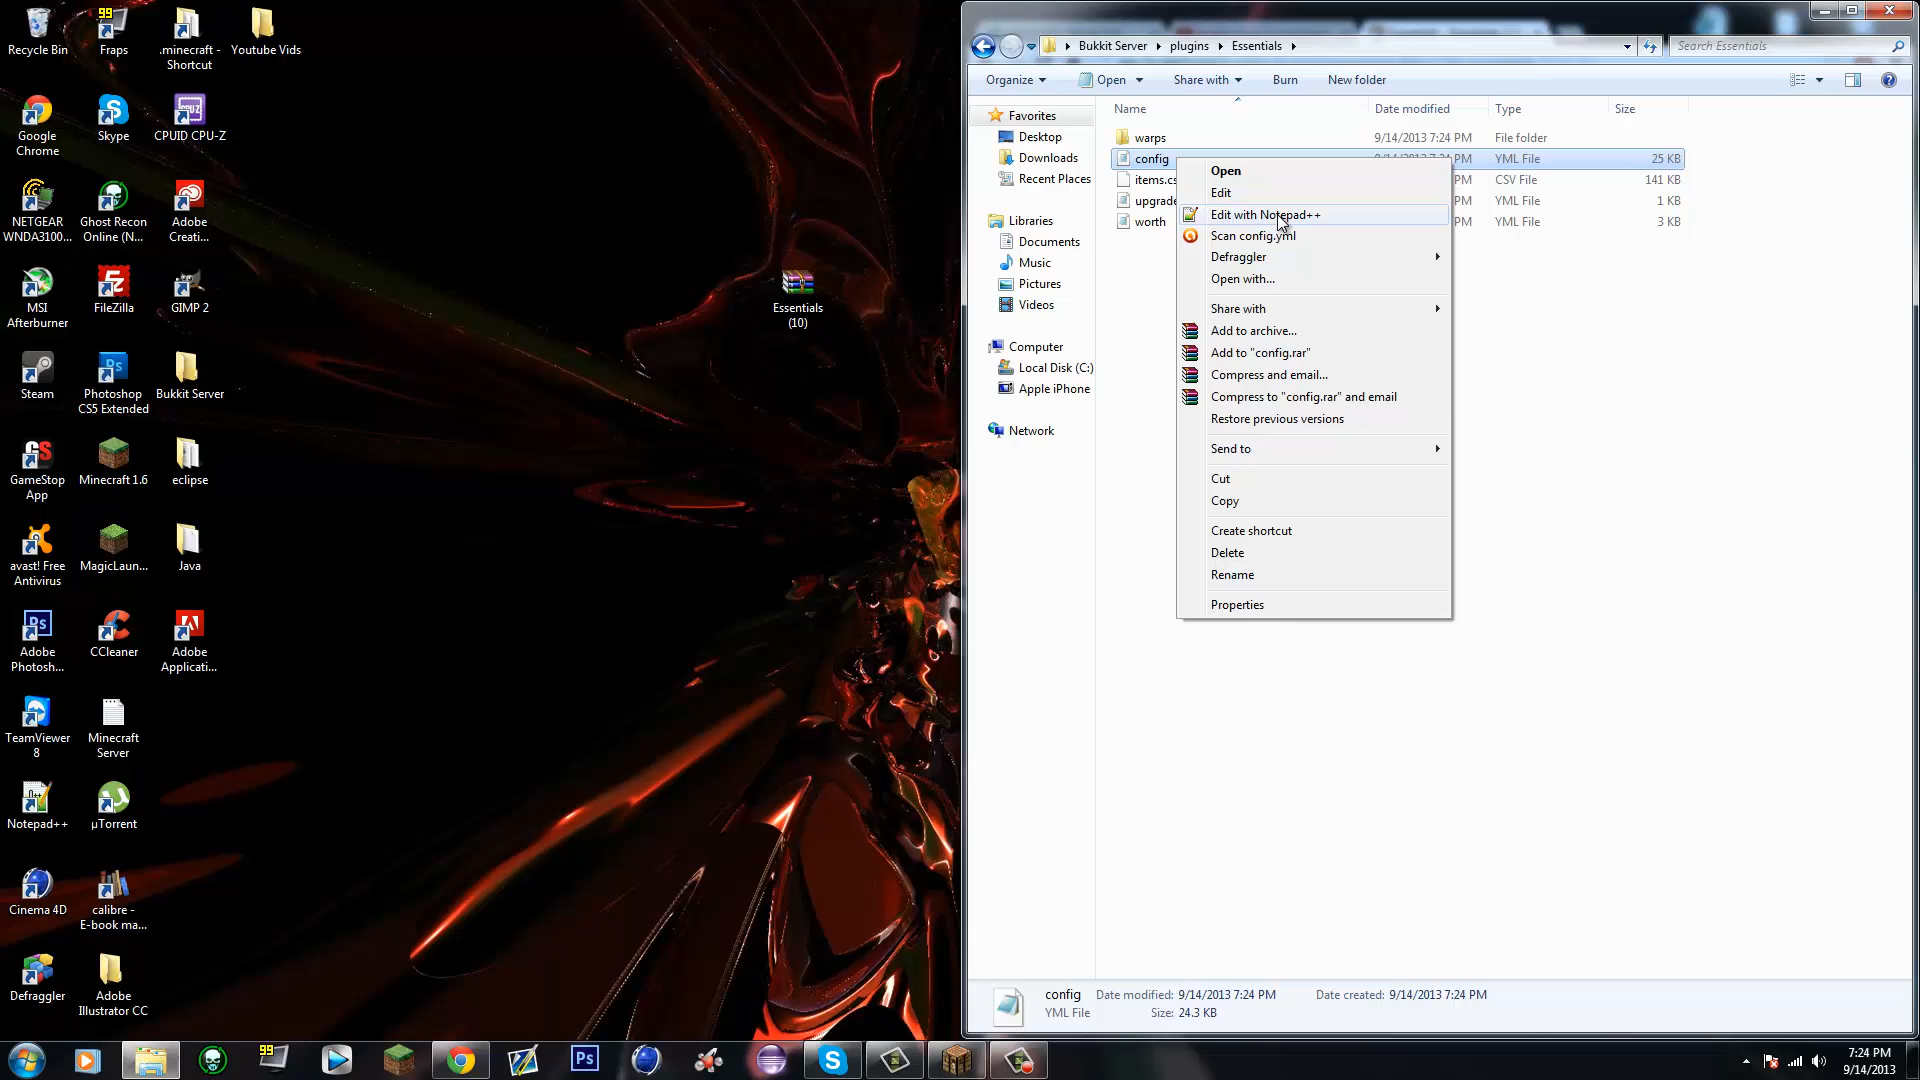 Recycle Bin
99
Fraps
.minecraft -
Shortcut
Youtube Vids
Google
Chrome
Skype
CPUID CPU-Z
NETGEAR
WNDA3100...
Ghost Recon
Online (N...
Adobe
Creati...
MSI
Afterburner
FileZilla
GIMP 2
Steam
Photoshop
CS5 Extended
Bukkit Server
GameStop
App
Minecraft 1.6
eclipse
avast! Free
Antivirus
MagicLaun...
Java
Adobe
Photosh...
CCleaner
Adobe
Applicati...
TeamViewer
8
Minecraft
Server
Notepad++
µTorrent
Cinema 4D
calibre -
E-book ma...
Defraggler
Adobe
Illustrator CC
Essentials
(10)
Bukkit Server
plugins
Essentials
Search Essentials
Organize
Open
Share with
Burn
New folder
Favorites
Desktop
Downloads
Recent Places
Libraries
Documents
Music
Pictures
Videos
Computer
Local Disk (C:)
Apple iPhone
Network
Name Date modified Type Size
warps 9/14/2013 7:24 PM File folder
config YML File 25 KB
items.cs PM CSV File 141 KB
upgrade PM YML File 1 KB
worth PM YML File 3 KB
Open
Edit
Edit with Notepad++
Scan config.yml
Defraggler
Open with...
Share with
Add to archive...
Add to "config.rar"
Compress and email...
Compress to "config.rar" and email
Restore previous versions
Send to
Cut
Copy
Create shortcut
Delete
Rename
Properties
config Date modified: 9/14/2013 7:24 PM Date created: 9/14/2013 7:24 PM
YML File Size: 24.3 KB
99
Ps
7:24 PM
9/14/2013